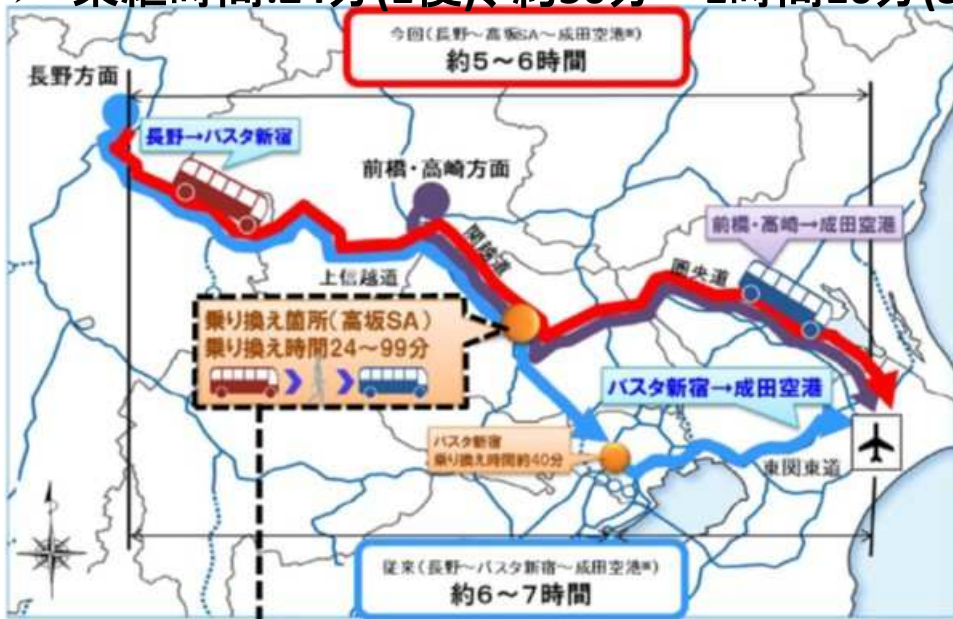 今回(長野～高坂SA～成田空港※)
約5～6時間
長野方面
長野→バスタ新宿
前橋・高崎方面
前橋・高崎→成田空港
関越道
圏央道
上信越道
乗り換え箇所(高坂SA)
乗り換え時間24～99分
バスタ新宿→成田空港
バスタ新宿
乗り換え時間約40分
東関東道
従来(長野～バスタ新宿～成田空港※)
約6～7時間